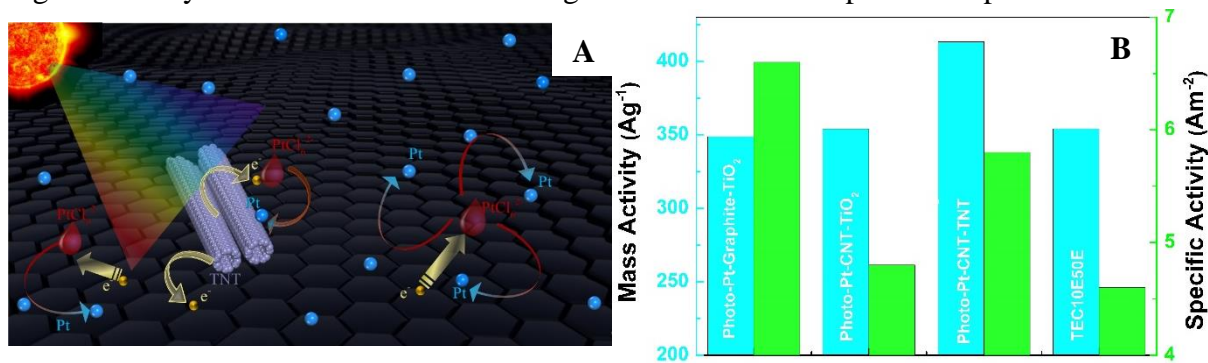 A
PtCl₆²⁻
e⁻
Pt
Pt
Pt
Pt
PtCl
PtCl
TNT
e⁻
e⁻
e⁻
Pt
Pt
B
Mass Activity (Ag⁻¹)
400
350
300
250
200
Photo-Pt-Graphite-TiO₂
Photo-Pt-CNT-TiO₂
Photo-Pt-CNT-TNT
TEC10E50E
7
6
5
4
Specific Activity (Am⁻²)